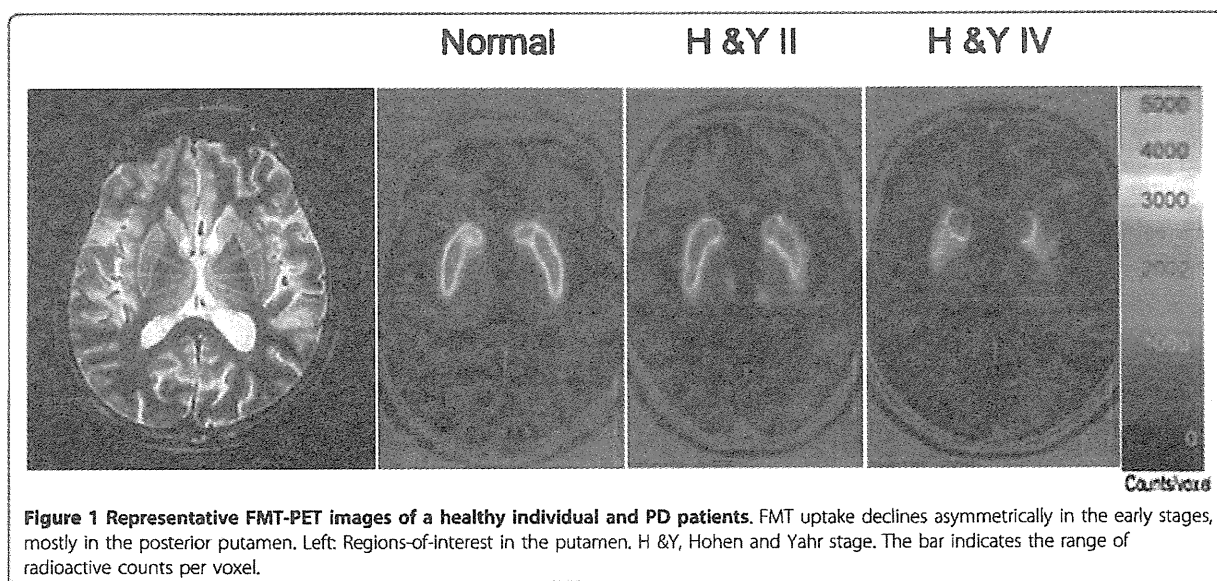 Normal
H &Y II
H &Y IV
5000
4000
3000
0
Counts/voxel
Figure 1 Representative FMT-PET images of a healthy individual and PD patients. FMT uptake declines asymmetrically in the early stages,
mostly in the posterior putamen. Left: Regions-of-interest in the putamen. H &Y, Hohen and Yahr stage. The bar indicates the range of
radioactive counts per voxel.